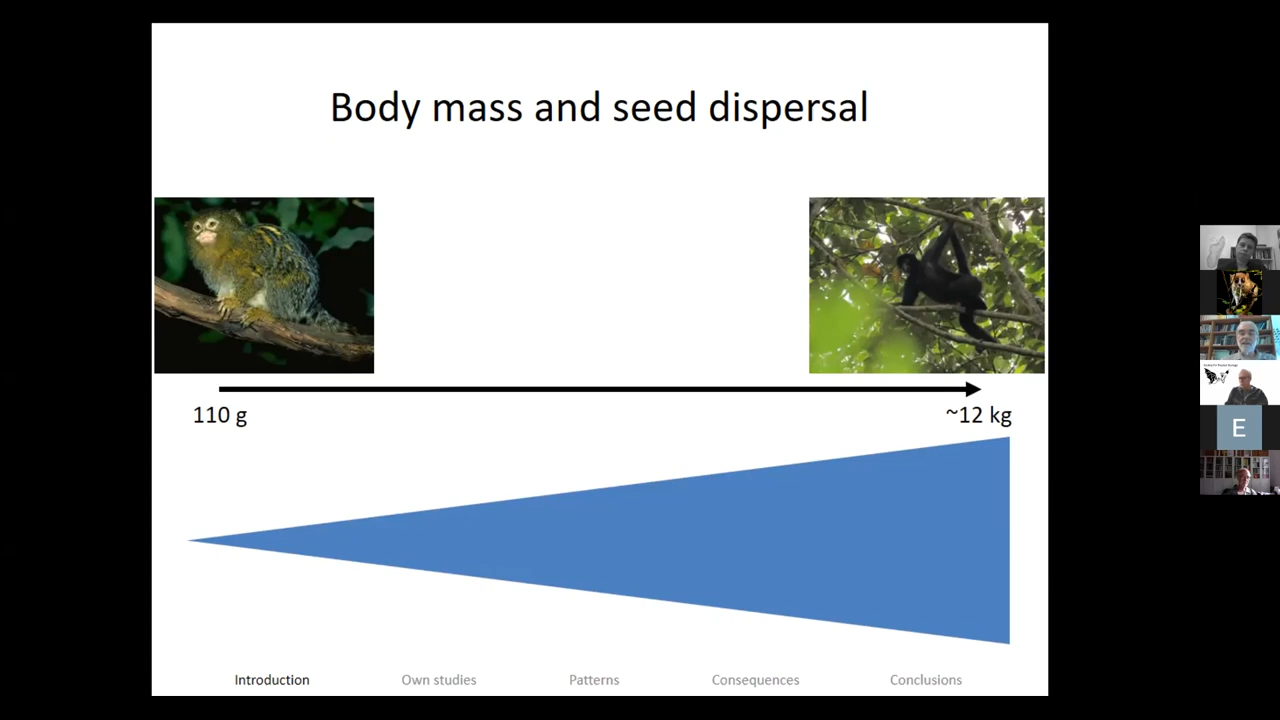 Body mass and seed dispersal
110 g
~12 kg
E
Introduction
Own studies
Patterns
Consequences
Conclusions